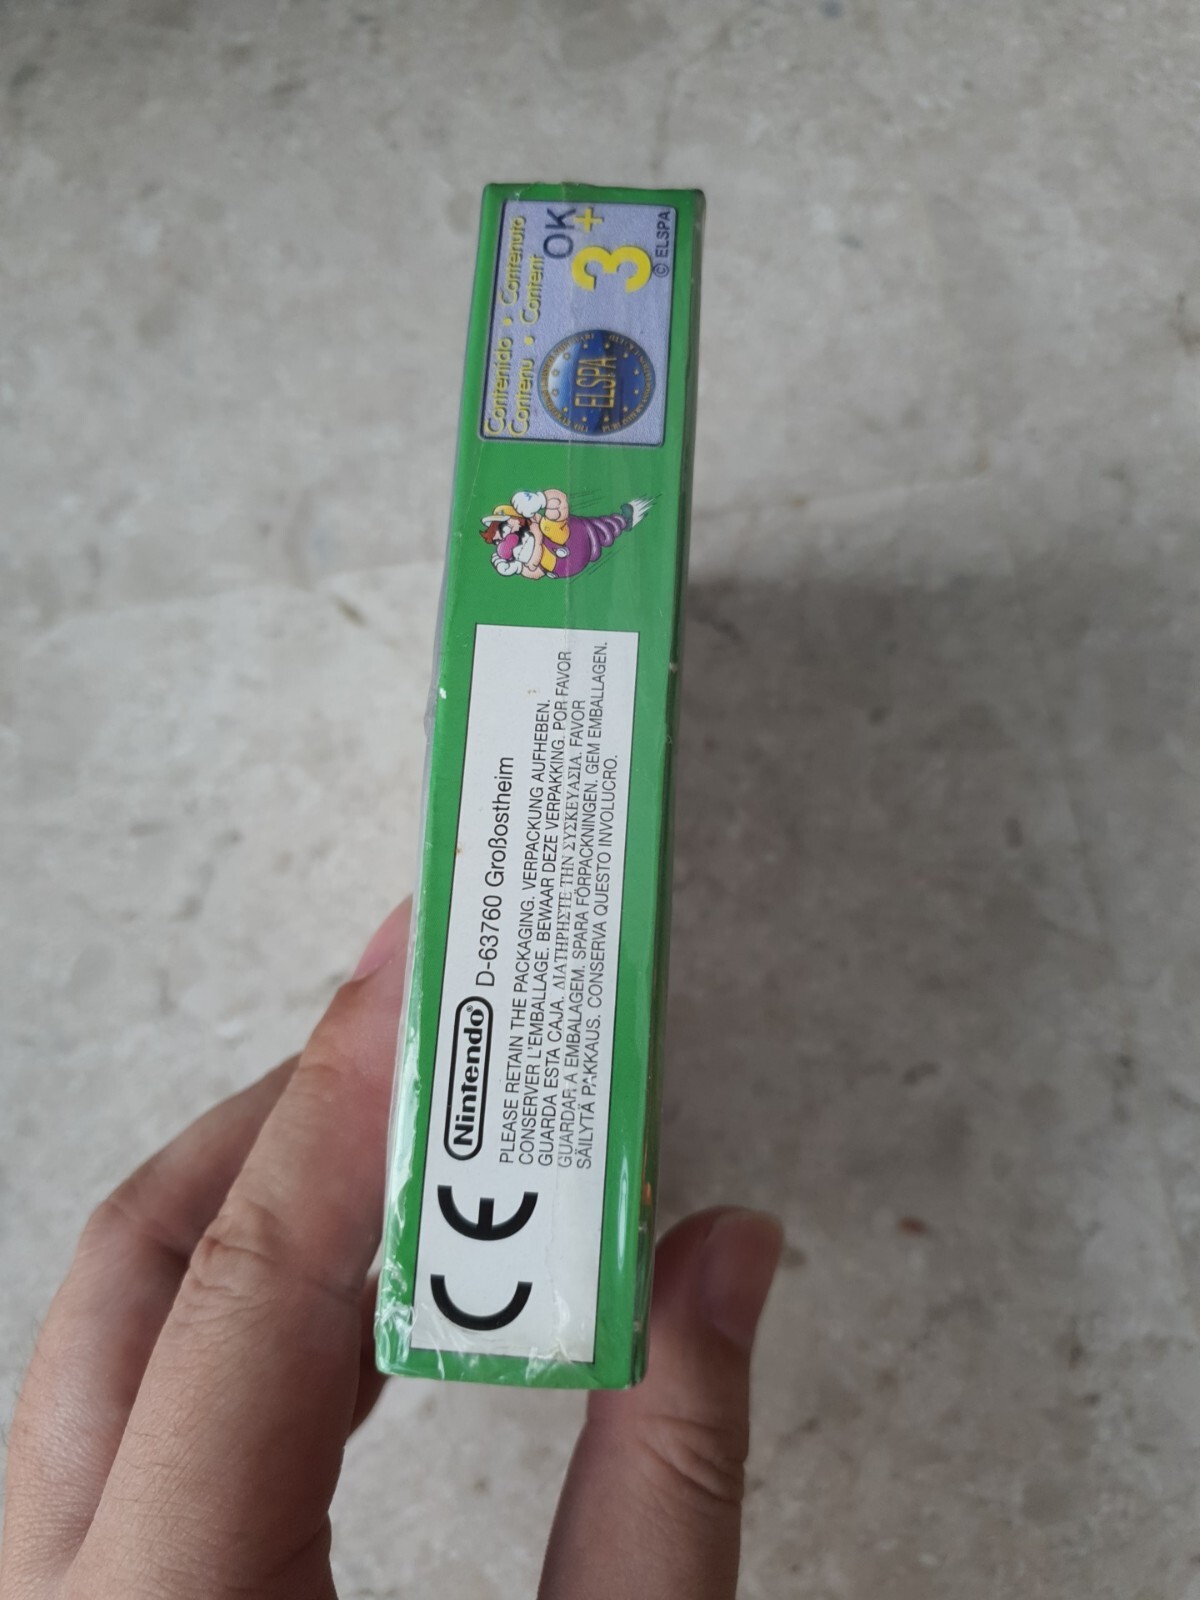 Contenido • Contenuto
Contenu • Content
OK
3+
ELSPA
© ELSPA
CE
Nintendo® D-63760 Großostheim
PLEASE RETAIN THE PACKAGING. VERPACKUNG AUFHEBEN.
CONSERVER L'EMBALLAGE. BEWAAR DEZE VERPAKKING. POR FAVOR
GUARDA ESTA CAJA. ΔΙΑΤΗΡΗΣΤΕ ΤΗΝ ΣΥΣΚΕΥΑΣΙΑ. FAVOR
GUARDAR A EMBALAGEM. SPARA FÖRPACKNINGEN. GEM EMBALLAGEN.
SÄILYTÄ PAKKAUS. CONSERVA QUESTO INVOLUCRO.